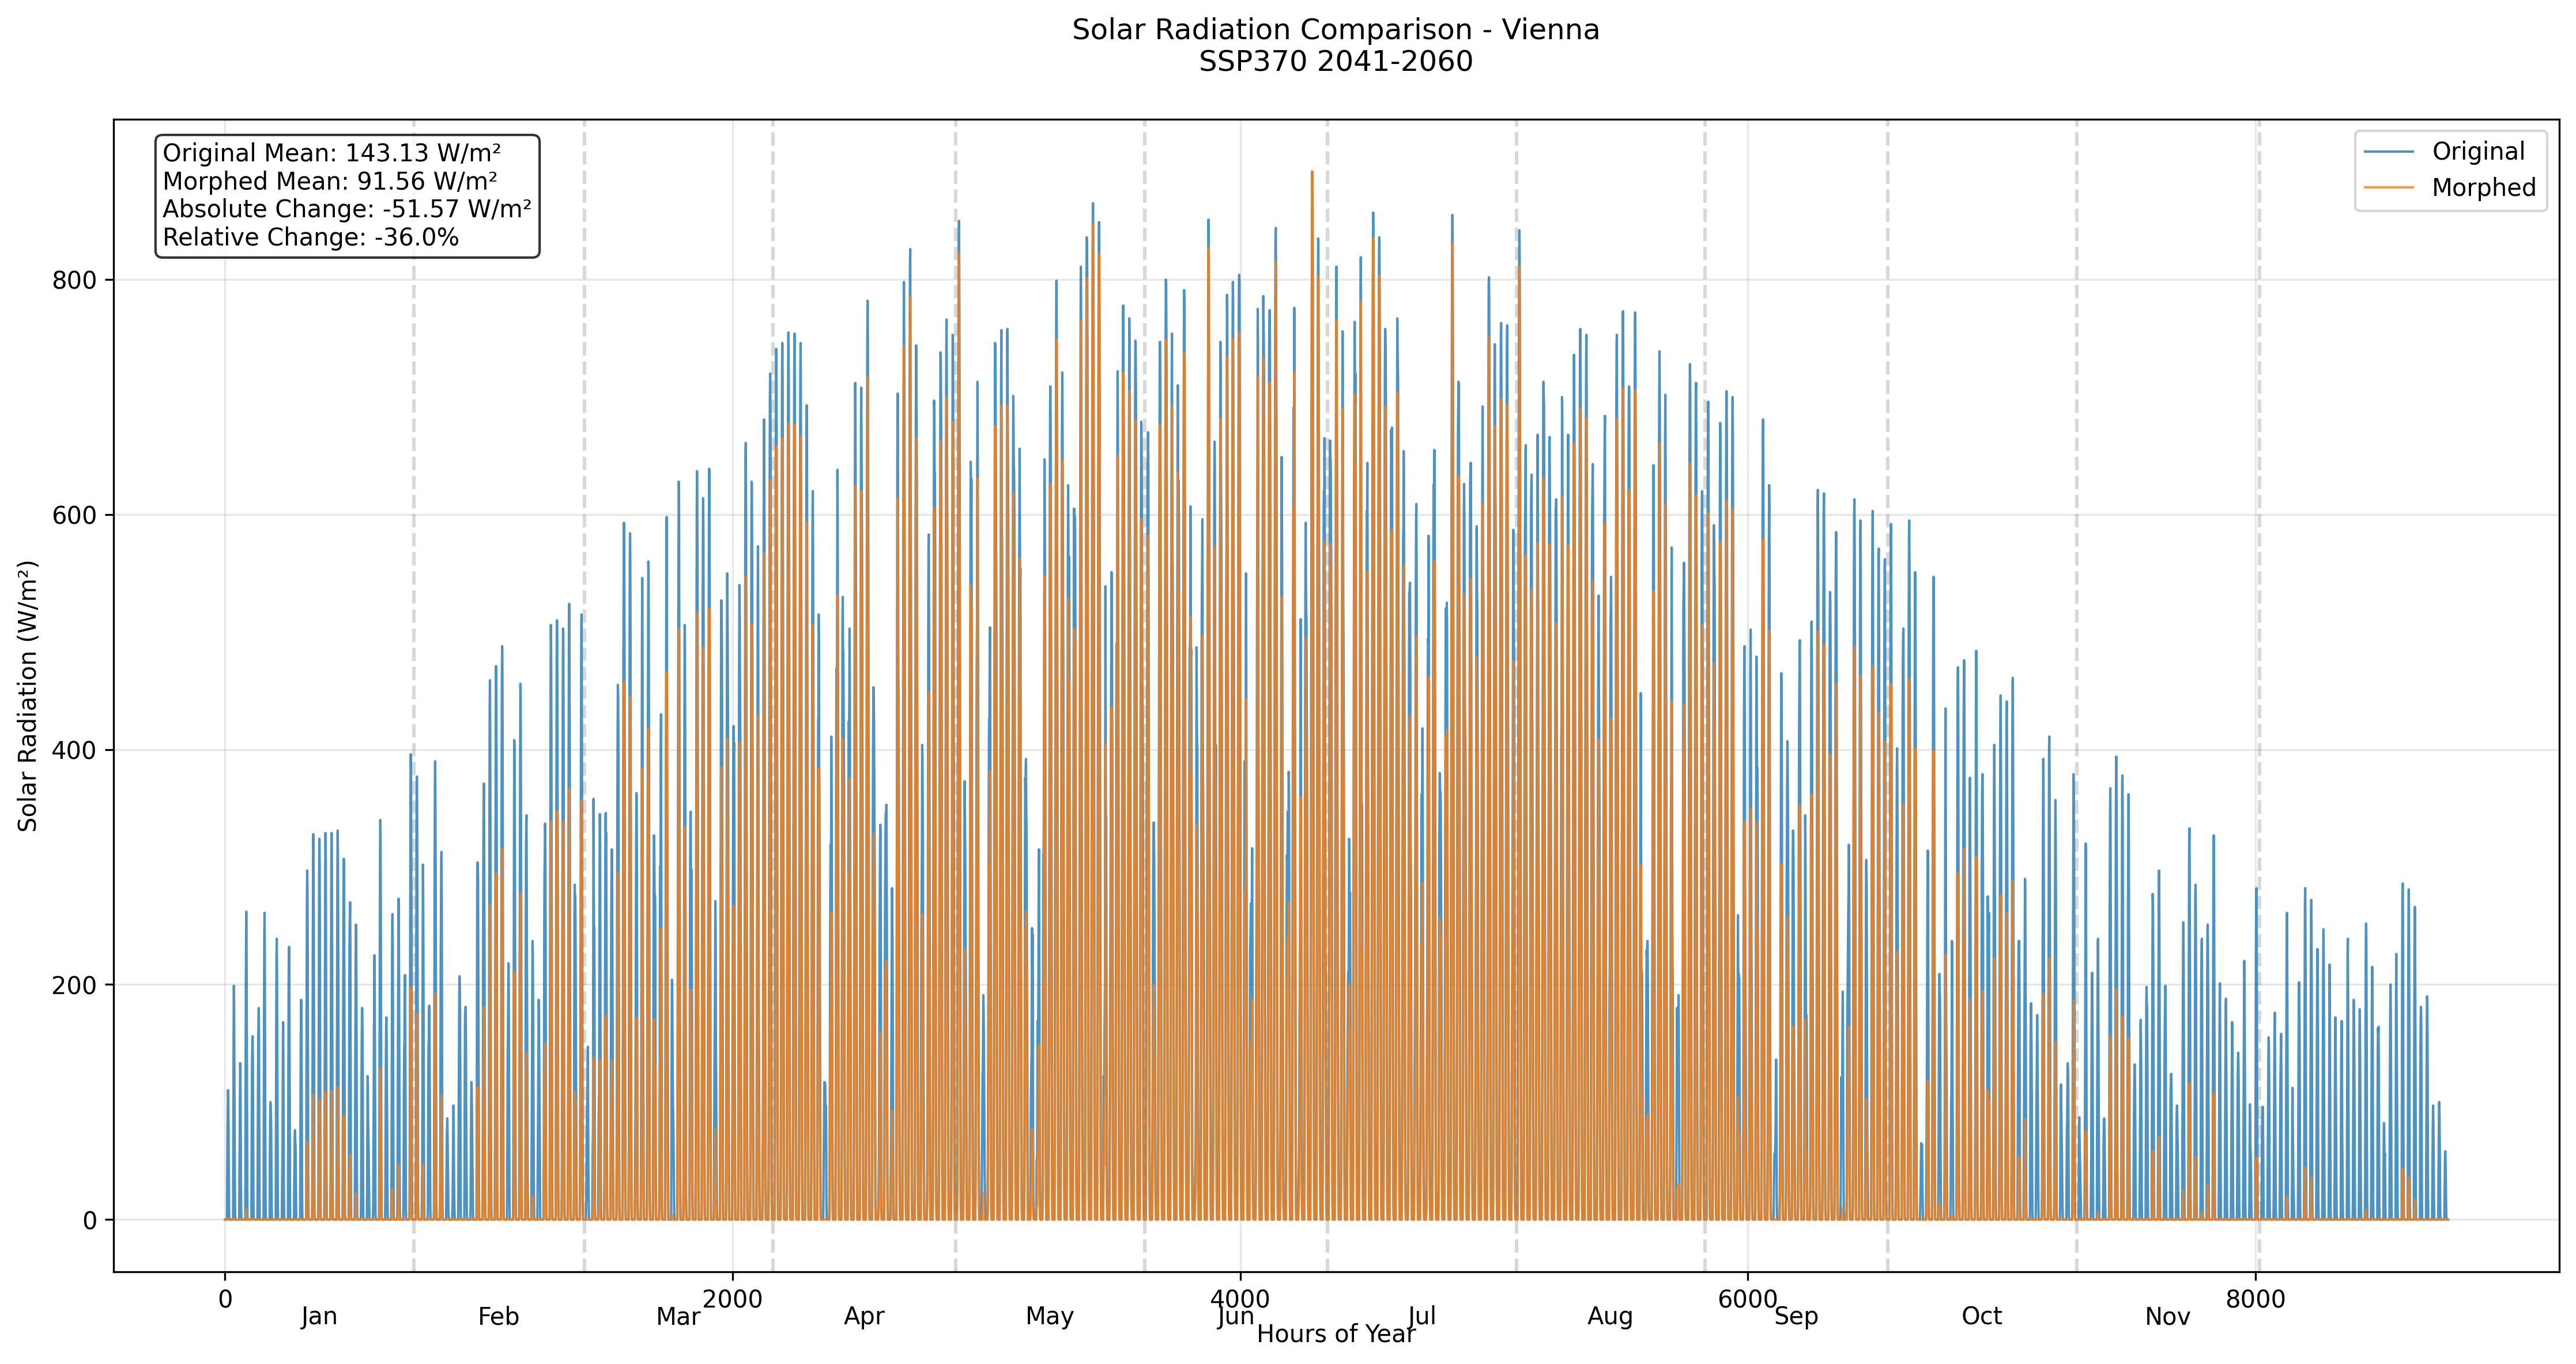 Solar Radiation Comparison - Vienna
SSP370 2041-2060
Original Mean: 143.13 W/m²
Morphed Mean: 91.56 W/m²
Absolute Change: -51.57 W/m²
Relative Change: -36.0%
Original
Morphed
Solar Radiation (W/m²)
800
600
400
200
0
0 2000 4000 6000 8000
Jan Feb Mar Apr May Jun Jul Aug Sep Oct Nov
Hours of Year